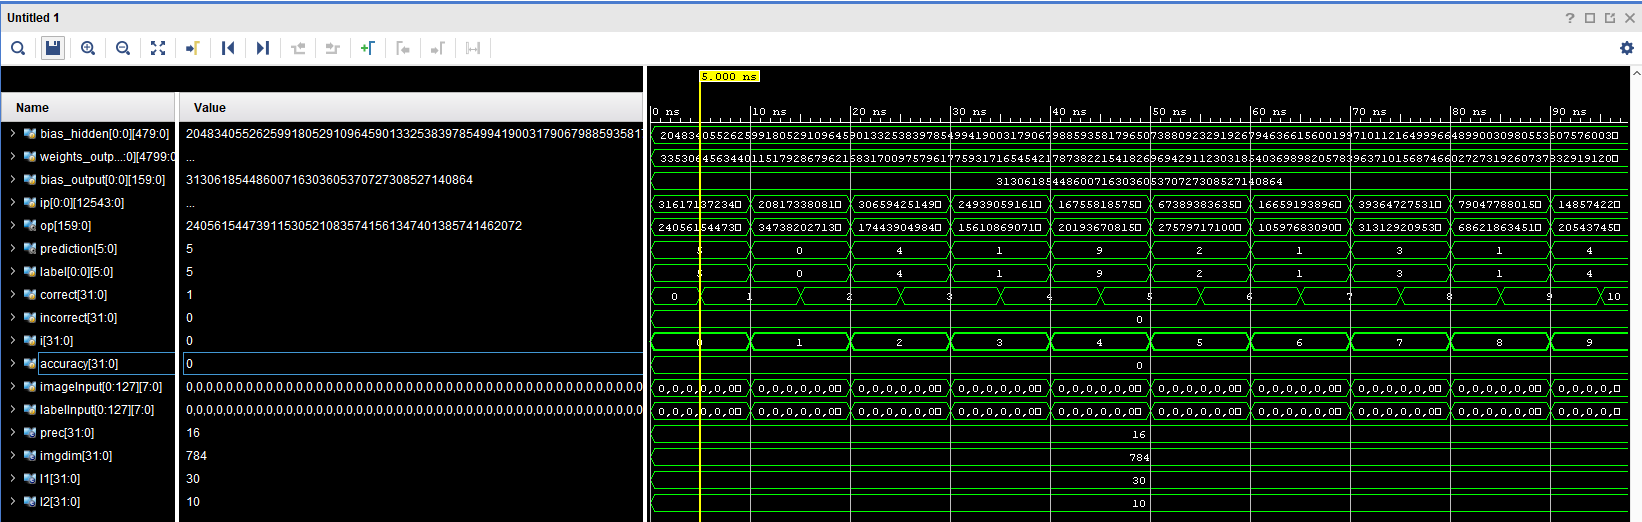 Untitled 1
5.000 ns
Name Value
0 ns 10 ns 20 ns 30 ns 40 ns 50 ns 60 ns 70 ns 80 ns 90 ns
bias_hidden[0:0][479:0]
weights_outp...:0][4799:0 ...
bias_output[0:0][159:0] 313061854486007163036053707273085271408​64 313061854486007163036053707273085271408​64
ip[0:0][12543:0] ... 31617137234 20817338081 30659425149 24939059161 16755818575 67389383635 16659193896 39364727531 79047788015 14857422
op[159:0] 240561544739115305210835741561347401385741462072 24056154473 34738202713 17443904984 15610869071 20193670815 27579717100 10597683090 31312920953 68621863451 20543745
prediction[5:0] 5 5 0 4 1 9 2 1 3 1 4
label[0:0][5:0] 5 5 0 4 1 9 2 1 3 1 4
correct[31:0] 1 0 1 2 3 4 5 6 7 8 9 10
incorrect[31:0] 0 0
i[31:0] 0 0 1 2 3 4 5 6 7 8 9
accuracy[31:0] 0 0
imageInput[0:127][7:0] 0,0,0,0,0,0,0,0,0,0,0,0,0,0,0,0,0,0,0,0,0,0,0,0,0,0,0,0,0,0,0,0,0,0,0,0,0,0 0,0,0,0,0,0 0,0,0,0,0,0 0,0,0,0,0,0 0,0,0,0,0,0 0,0,0,0,0,0 0,0,0,0,0,0 0,0,0,0,0,0 0,0,0,0,0,0 0,0,0,0,0,0 0,0,0,0,0,0
labelInput[0:127][7:0] 0,0,0,0,0,0,0,0,0,0,0,0,0,0,0,0,0,0,0,0,0,0,0,0,0,0,0,0,0,0,0,0,0,0,0,0,0,0 0,0,0,0,0,0 0,0,0,0,0,0 0,0,0,0,0,0 0,0,0,0,0,0 0,0,0,0,0,0 0,0,0,0,0,0 0,0,0,0,0,0 0,0,0,0,0,0 0,0,0,0,0,0 0,0,0,0,0,0
prec[31:0] 16 16
imgdim[31:0] 784 784
l1[31:0] 30 30
l2[31:0] 10 10